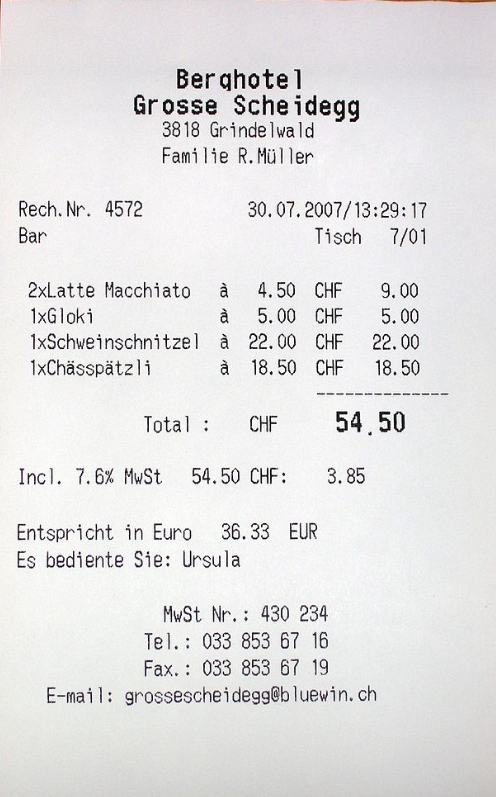 Berghotel
Grosse Scheidegg
3818 Grindelwald
Familie R.Müller
Rech.Nr. 4572 30.07.2007/13:29:17
Bar Tisch 7/01
2xLatte Macchiato à 4.50 CHF 9.00
1xGloki à 5.00 CHF 5.00
1xSchweinschnitzel à 22.00 CHF 22.00
1xChässpätzli à 18.50 CHF 18.50
--------------
Total : CHF 54.50
Incl. 7.6% MwSt 54.50 CHF: 3.85
Entspricht in Euro 36.33 EUR
Es bediente Sie: Ursula
MwSt Nr.: 430 234
Tel.: 033 853 67 16
Fax.: 033 853 67 19
E-mail: grossescheidegg@bluewin.ch